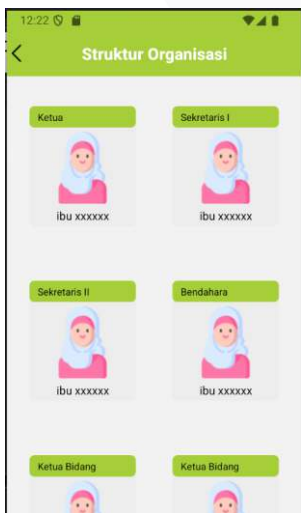 12:22
Struktur Organisasi
Ketua
Sekretaris I
ibu xxxxxx
ibu xxxxxx
Sekretaris II
Bendahara
ibu xxxxxx
ibu xxxxxx
Ketua Bidang
Ketua Bidang